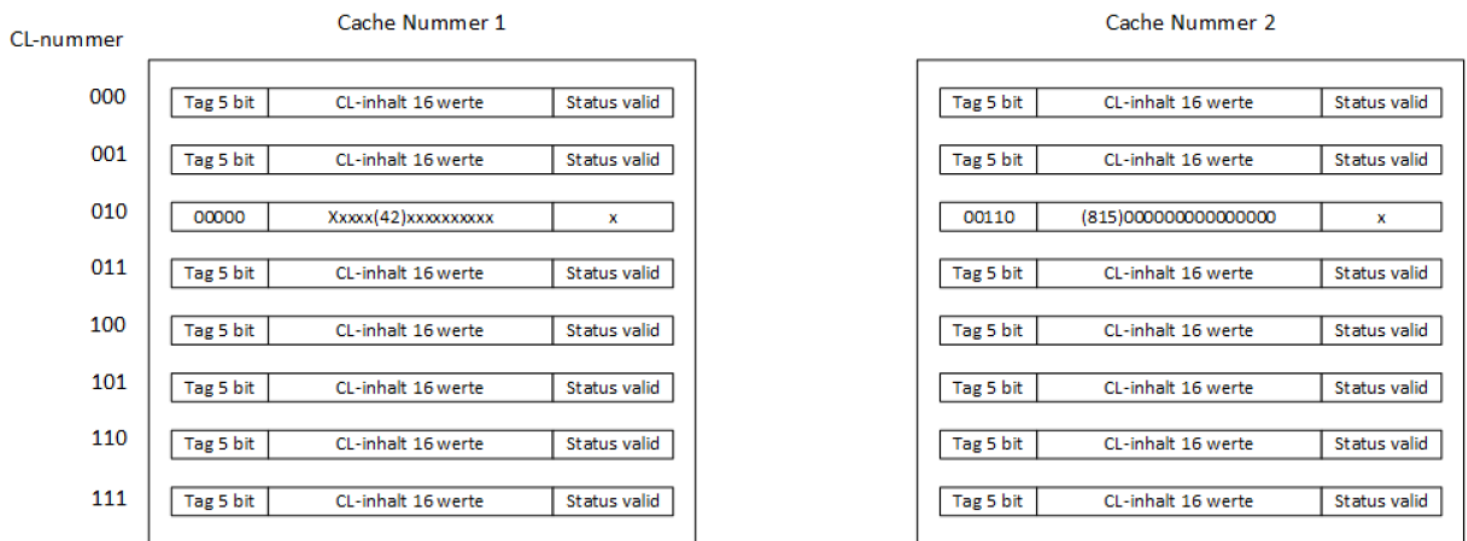 Cache Nummer 1 Cache Nummer 2
CL-nummer
000 Tag 5 bit CL-inhalt 16 werte Status valid Tag 5 bit CL-inhalt 16 werte Status valid
001 Tag 5 bit CL-inhalt 16 werte Status valid Tag 5 bit CL-inhalt 16 werte Status valid
010 00000 Xxxxx(42)xxxxxxxxxx x 00110 (815)000000000000000 x
011 Tag 5 bit CL-inhalt 16 werte Status valid Tag 5 bit CL-inhalt 16 werte Status valid
100 Tag 5 bit CL-inhalt 16 werte Status valid Tag 5 bit CL-inhalt 16 werte Status valid
101 Tag 5 bit CL-inhalt 16 werte Status valid Tag 5 bit CL-inhalt 16 werte Status valid
110 Tag 5 bit CL-inhalt 16 werte Status valid Tag 5 bit CL-inhalt 16 werte Status valid
111 Tag 5 bit CL-inhalt 16 werte Status valid Tag 5 bit CL-inhalt 16 werte Status valid